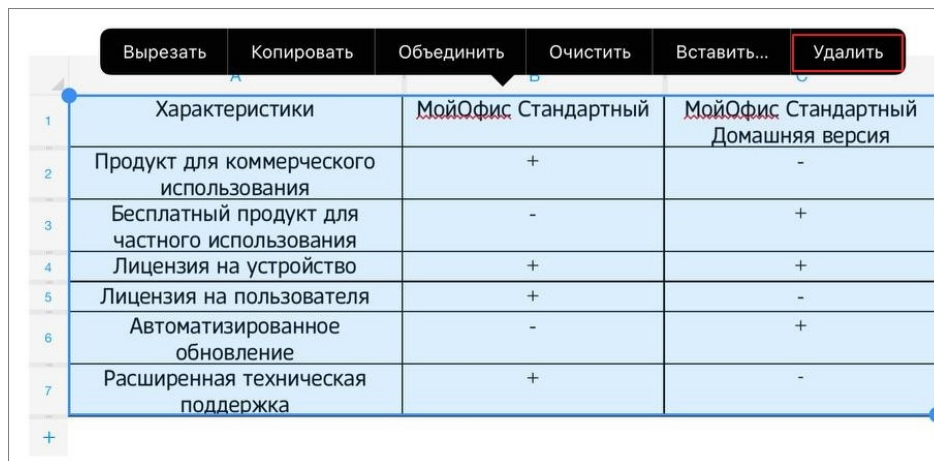 Вырезать Копировать Объединить Очистить Вставить... Удалить
A B C
1 Характеристики МойОфис Стандартный МойОфис Стандартный
Домашняя версия
2 Продукт для коммерческого + -
использования
3 Бесплатный продукт для - +
частного использования
4 Лицензия на устройство + +
5 Лицензия на пользователя + -
6 Автоматизированное - +
обновление
7 Расширенная техническая + -
поддержка
+